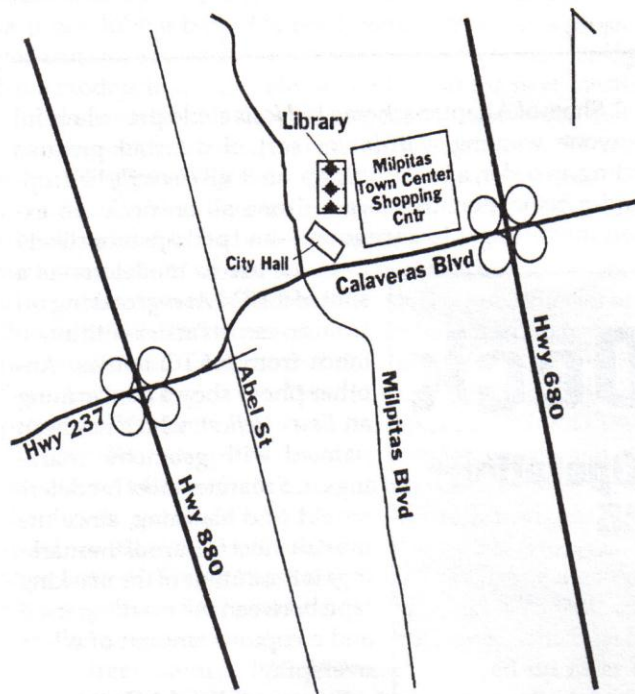 Library
Milpitas
Town Center
Shopping
Cntr
City Hall
Calaveras Blvd
Hwy 237
Abel St
Milpitas Blvd
Hwy 680
Hwy 880